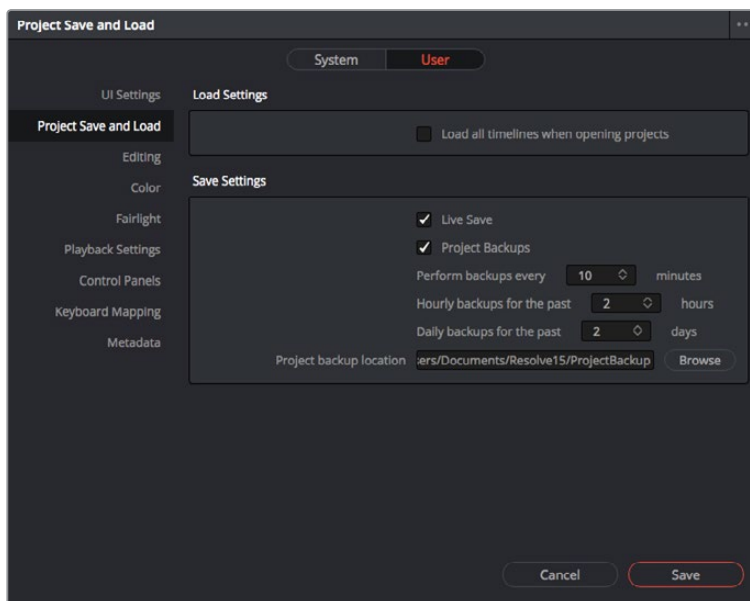 Project Save and Load
System User
UI Settings
Project Save and Load
Editing
Color
Fairlight
Playback Settings
Control Panels
Keyboard Mapping
Metadata
Load Settings
Load all timelines when opening projects
Save Settings
Live Save
Project Backups
Perform backups every 10 minutes
Hourly backups for the past 2 hours
Daily backups for the past 2 days
Project backup location ers/Documents/Resolve15/ProjectBackup Browse
Cancel Save